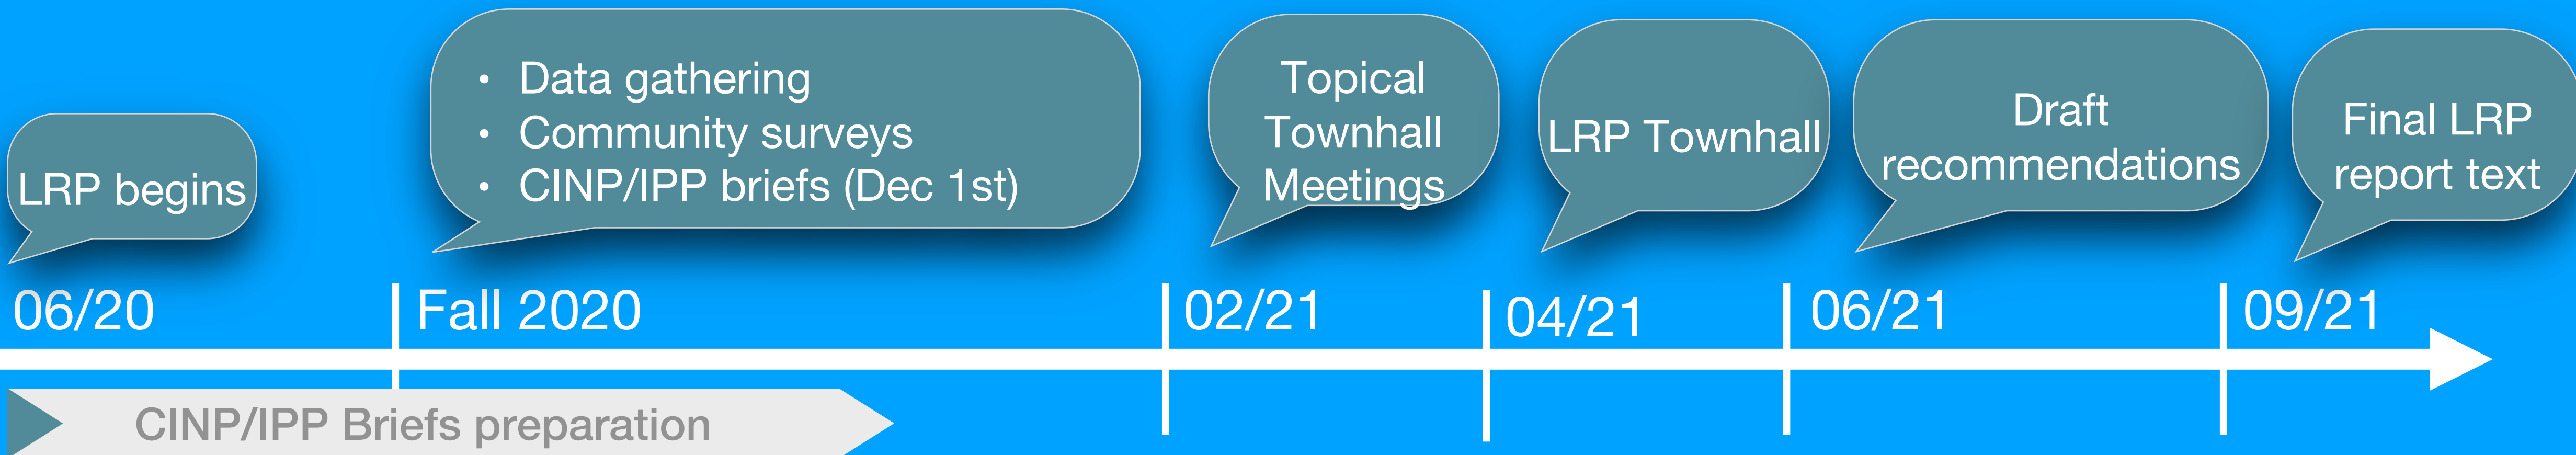 LRP begins
• Data gathering
• Community surveys
• CINP/IPP briefs (Dec 1st)
Topical
Townhall
Meetings
LRP Townhall
Draft
recommendations
Final LRP
report text
06/20
Fall 2020
02/21
04/21
06/21
09/21
CINP/IPP Briefs preparation